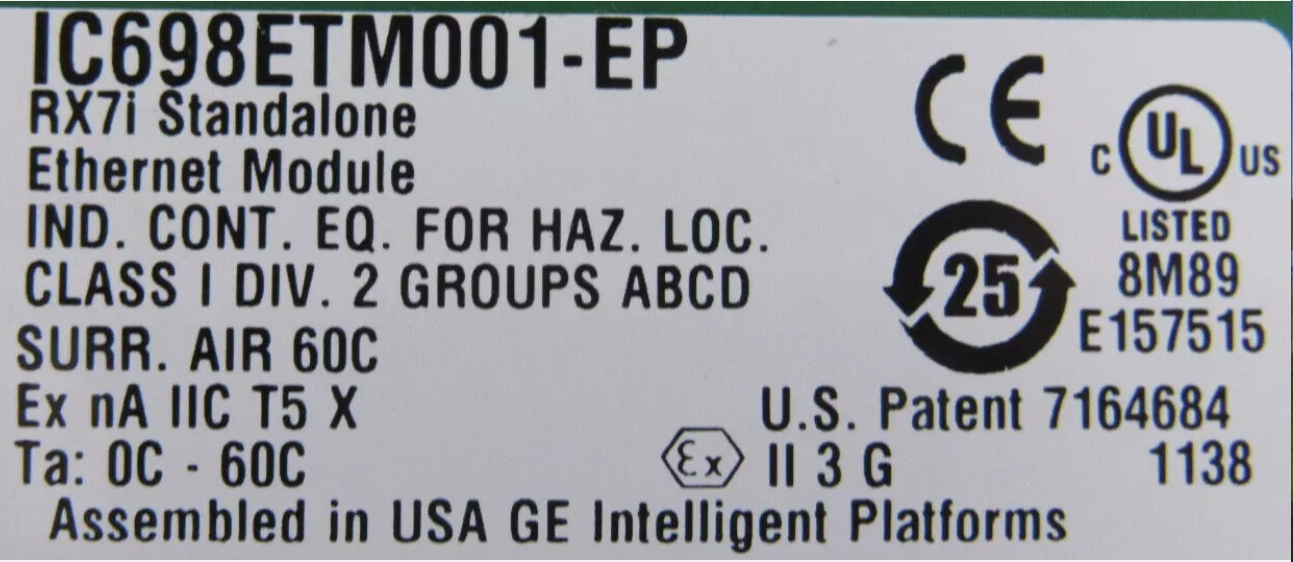 IC698ETM001-EP
RX7i Standalone
Ethernet Module
IND. CONT. EQ. FOR HAZ. LOC.
CLASS I DIV. 2 GROUPS ABCD
SURR. AIR 60C
Ex nA IIC T5 X
Ta: 0C - 60C
CE
C UL US
LISTED
8M89
E157515
25
U.S. Patent 7164684
Ex II 3 G 1138
Assembled in USA GE Intelligent Platforms